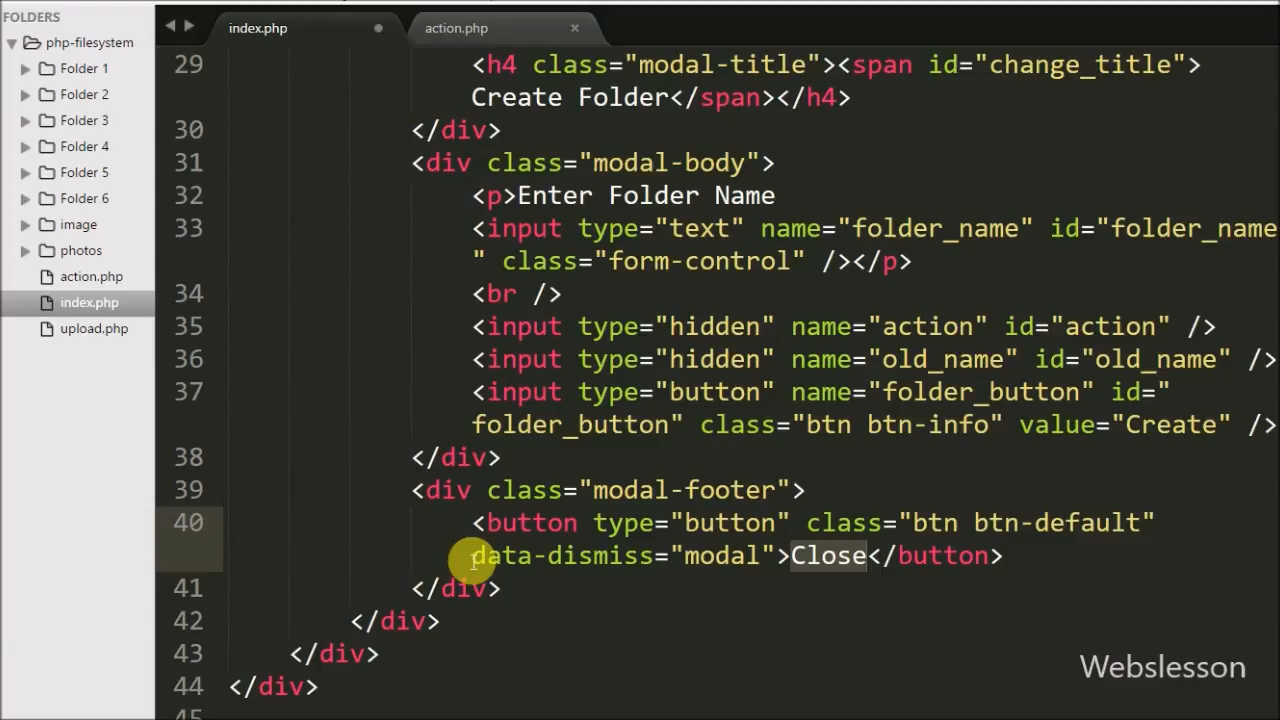 FOLDERS
php-filesystem
Folder 1
Folder 2
Folder 3
Folder 4
Folder 5
Folder 6
image
photos
action.php
index.php
upload.php
index.php
action.php
29 <h4 class="modal-title"><span id="change_title">
Create Folder</span></h4>
30 </div>
31 <div class="modal-body">
32 <p>Enter Folder Name
33 <input type="text" name="folder_name" id="folder_name
" class="form-control" /></p>
34 <br />
35 <input type="hidden" name="action" id="action" />
36 <input type="hidden" name="old_name" id="old_name" />
37 <input type="button" name="folder_button" id="
folder_button" class="btn btn-info" value="Create" />
38 </div>
39 <div class="modal-footer">
40 <button type="button" class="btn btn-default"
data-dismiss="modal">Close</button>
41 </div>
42 </div>
43 </div>
44 </div>
45
Webslesson